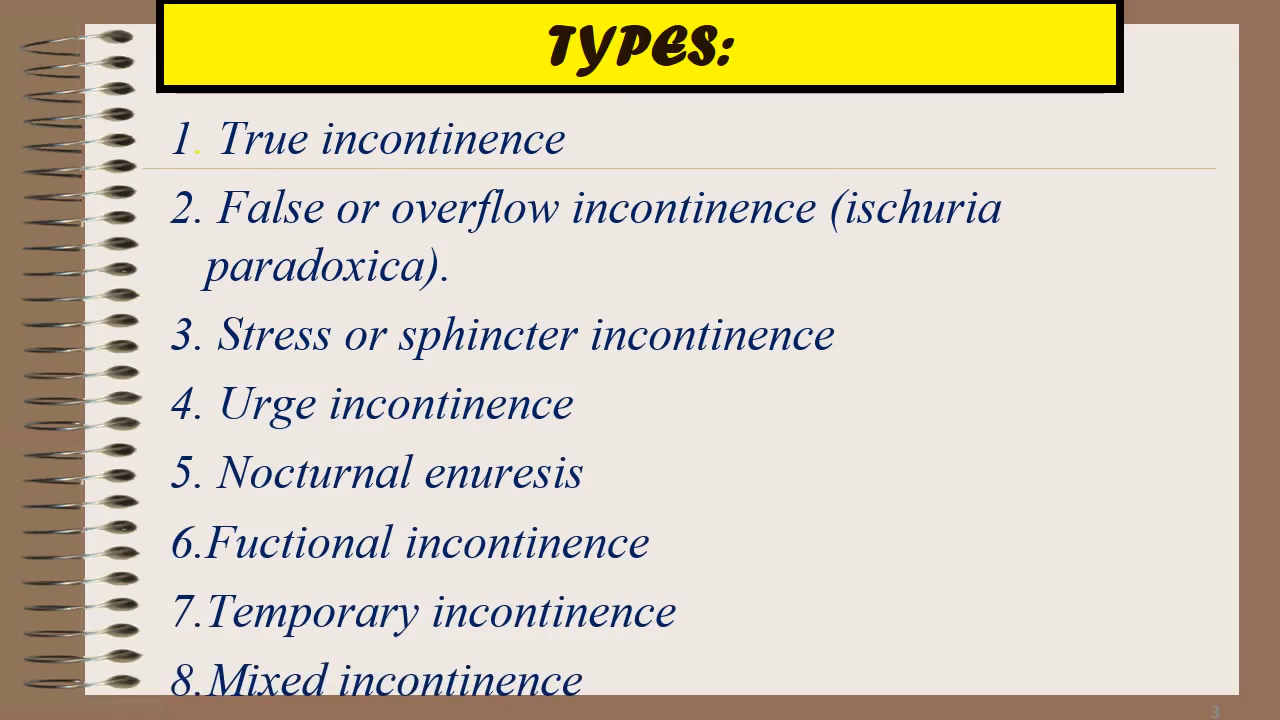 TYPES:
1. True incontinence
2. False or overflow incontinence (ischuria
paradoxica).
3. Stress or sphincter incontinence
4. Urge incontinence
5. Nocturnal enuresis
6.Fuctional incontinence
7.Temporary incontinence
8.Mixed incontinence
3